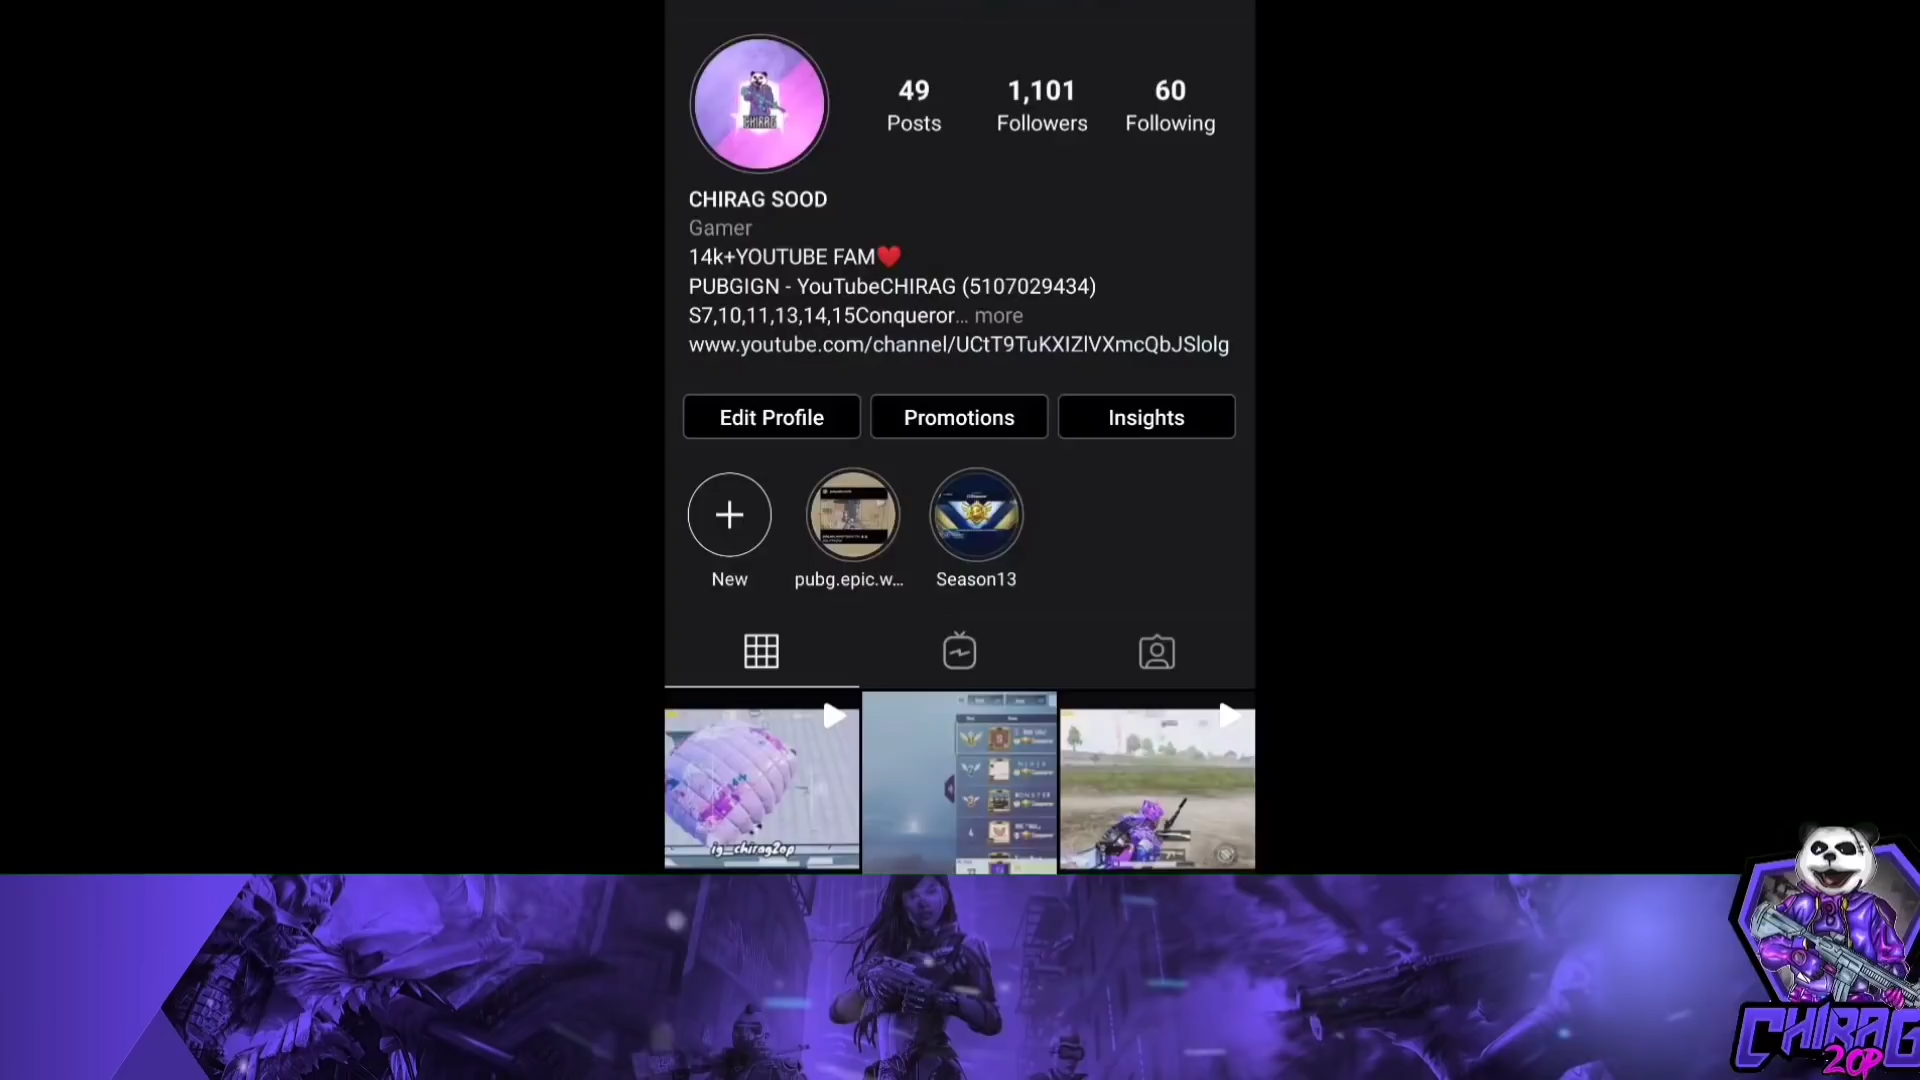 49
Posts
1,101
Followers
60
Following
CHIRAG
CHIRAG SOOD
Gamer
14k+YOUTUBE FAM❤️
PUBGIGN - YouTubeCHIRAG (5107029434)
S7,10,11,13,14,15Conqueror... more
www.youtube.com/channel/UCtT9TuKXIZlVXmcQbJSlolg
Edit Profile
Promotions
Insights
New
pubg.epic.w...
Season13
ig_chirag2op
CHIRAG
2OP